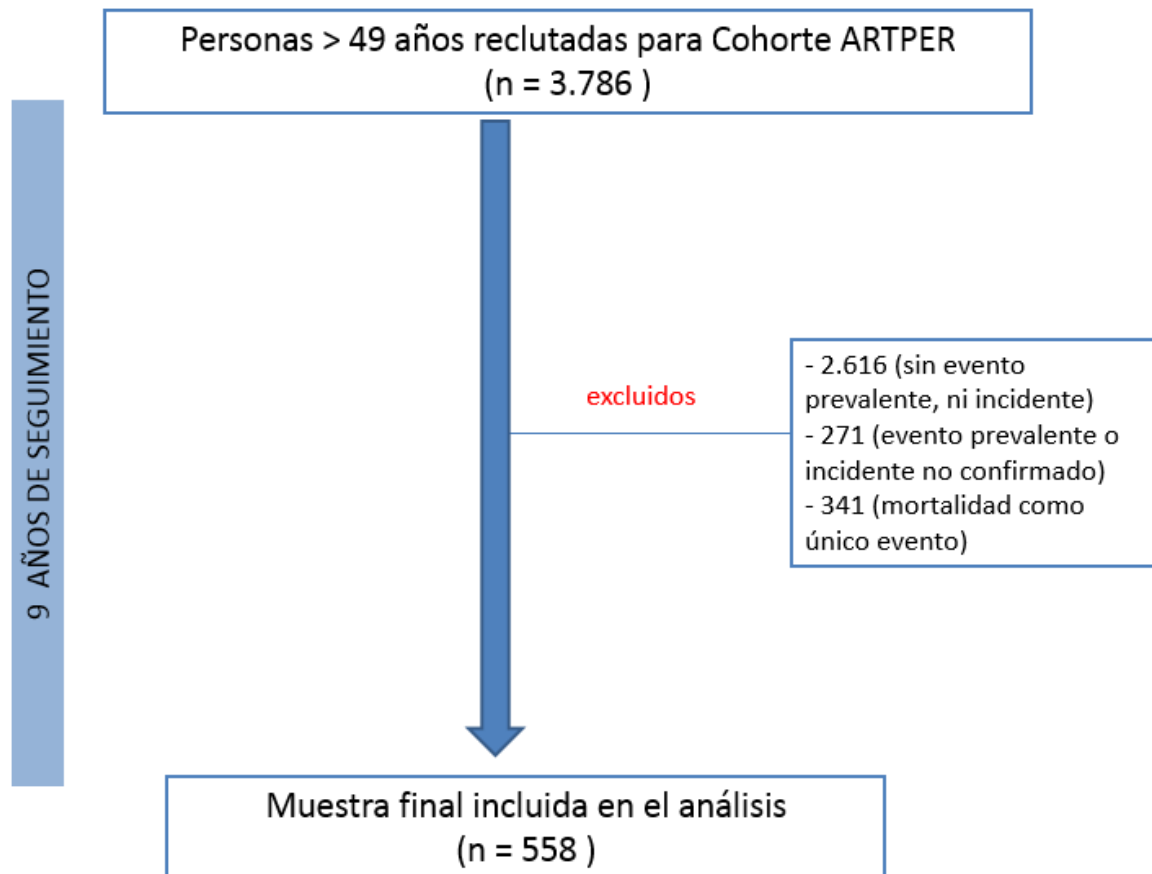 Personas > 49 años reclutadas para Cohorte ARTPER
(n = 3.786 )
9 AÑOS DE SEGUIMIENTO
excluidos
- 2.616 (sin evento
prevalente, ni incidente)
- 271 (evento prevalente o
incidente no confirmado)
- 341 (mortalidad como
único evento)
Muestra final incluida en el análisis
(n = 558 )